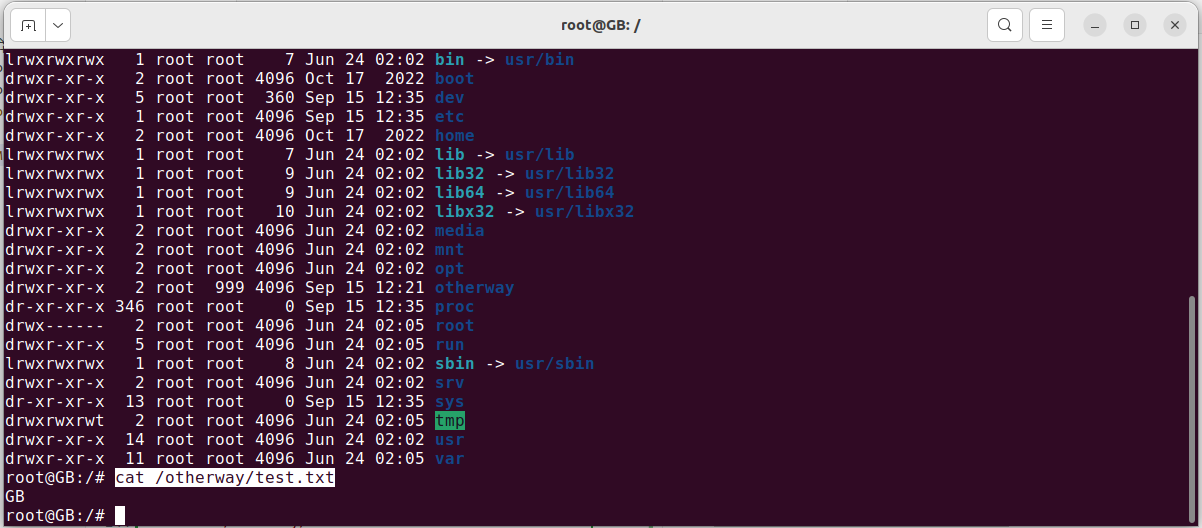 root@GB: /
lrwxrwxrwx   1 root root    7 Jun 24 02:02 bin -> usr/bin
drwxr-xr-x   2 root root 4096 Oct 17  2022 boot
drwxr-xr-x   5 root root  360 Sep 15 12:35 dev
drwxr-xr-x   1 root root 4096 Sep 15 12:35 etc
drwxr-xr-x   2 root root 4096 Oct 17  2022 home
lrwxrwxrwx   1 root root    7 Jun 24 02:02 lib -> usr/lib
lrwxrwxrwx   1 root root    9 Jun 24 02:02 lib32 -> usr/lib32
lrwxrwxrwx   1 root root    9 Jun 24 02:02 lib64 -> usr/lib64
lrwxrwxrwx   1 root root   10 Jun 24 02:02 libx32 -> usr/libx32
drwxr-xr-x   2 root root 4096 Jun 24 02:02 media
drwxr-xr-x   2 root root 4096 Jun 24 02:02 mnt
drwxr-xr-x   2 root root 4096 Jun 24 02:02 opt
drwxr-xr-x   2 root  999 4096 Sep 15 12:21 otherway
dr-xr-xr-x 346 root root    0 Sep 15 12:35 proc
drwx------   2 root root 4096 Jun 24 02:05 root
drwxr-xr-x   5 root root 4096 Jun 24 02:05 run
lrwxrwxrwx   1 root root    8 Jun 24 02:02 sbin -> usr/sbin
drwxr-xr-x   2 root root 4096 Jun 24 02:02 srv
dr-xr-xr-x  13 root root    0 Sep 15 12:35 sys
drwxrwxrwt   2 root root 4096 Jun 24 02:05 tmp
drwxr-xr-x  14 root root 4096 Jun 24 02:02 usr
drwxr-xr-x  11 root root 4096 Jun 24 02:05 var
root@GB:/# cat /otherway/test.txt
GB
root@GB:/#